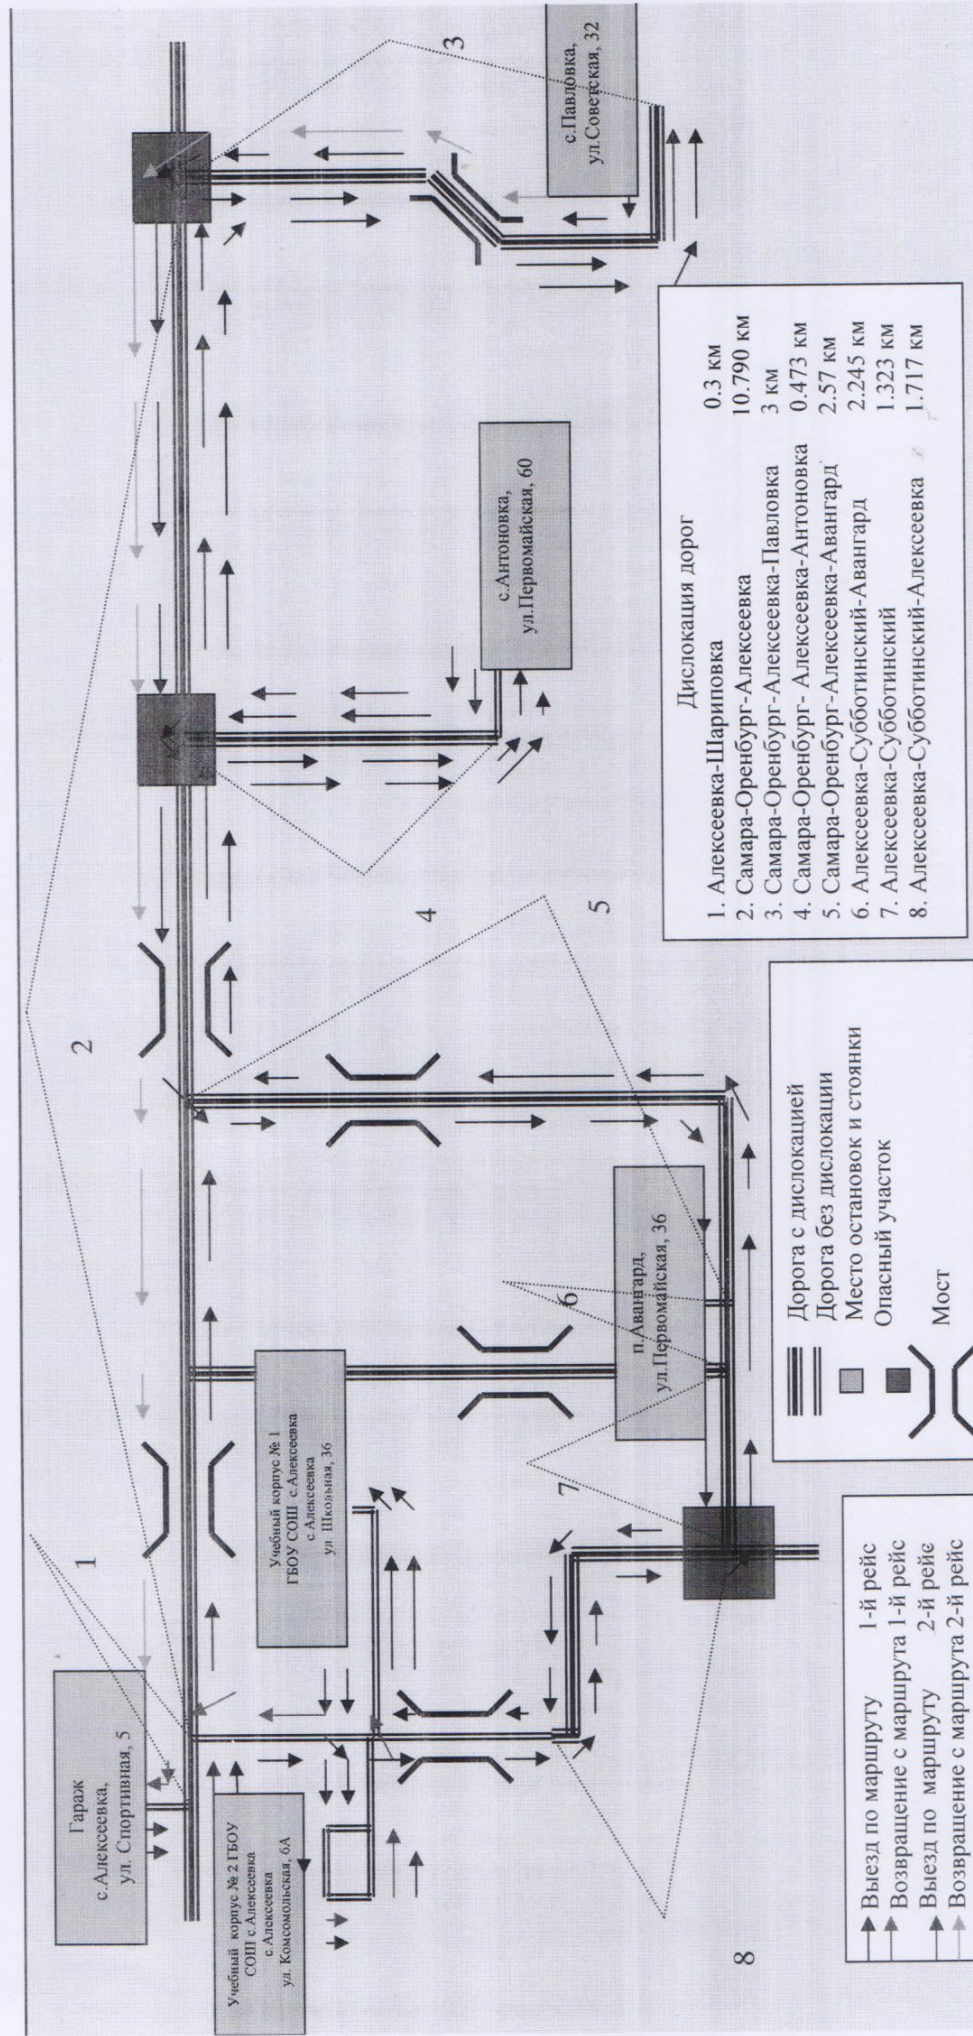 Гараж
с.Алексеевка,
ул. Спортивная, 5
Учебный корпус № 2 ГБОУ
СОШ с.Алексеевка
с.Алексеевка
ул. Комсомольская, 6А
Учебный корпус № 1
ГБОУ СОШ с.Алексеевка
с.Алексеевка
ул. Школьная, 36
п.Авангард,
ул.Первомайская, 36
с.Антоновка,
ул.Первомайская, 60
с.Павловка,
ул.Советская, 32
1
2
3
4
5
6
7
8
Выезд по маршруту 1-й рейс
Возвращение с маршрута 1-й рейс
Выезд по маршруту 2-й рейс
Возвращение с маршрута 2-й рейс
Дорога с дислокацией
Дорога без дислокации
Место остановок и стоянки
Опасный участок
Мост
Дислокация дорог
1. Алексеевка-Шариповка 0.3 км
2. Самара-Оренбург-Алексеевка 10.790 км
3. Самара-Оренбург-Алексеевка-Павловка 3 км
4. Самара-Оренбург- Алексеевка-Антоновка 0.473 км
5. Самара-Оренбург-Алексеевка-Авангард 2.57 км
6. Алексеевка-Субботинский-Авангард 2.245 км
7. Алексеевка-Субботинский 1.323 км
8. Алексеевка-Субботинский-Алексеевка 1.717 км